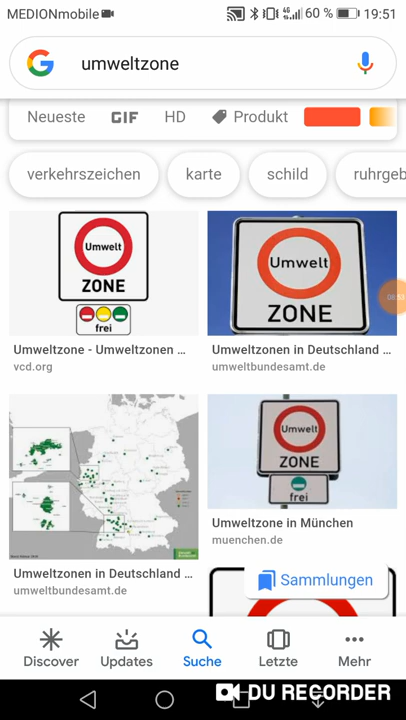 MEDIONmobile 4G 60 % 19:51
umweltzone
Neueste GIF HD Produkt
verkehrszeichen karte schild ruhrgeb
Umwelt
ZONE
frei
Umwelt
ZONE
Umweltzone - Umweltzonen ...
vcd.org
Umweltzonen in Deutschland ...
umweltbundesamt.de
Umwelt
ZONE
frei
Umweltzonen in Deutschland ...
umweltbundesamt.de
Umweltzone in München
muenchen.de
Sammlungen
Discover Updates Suche Letzte Mehr
DU RECORDER